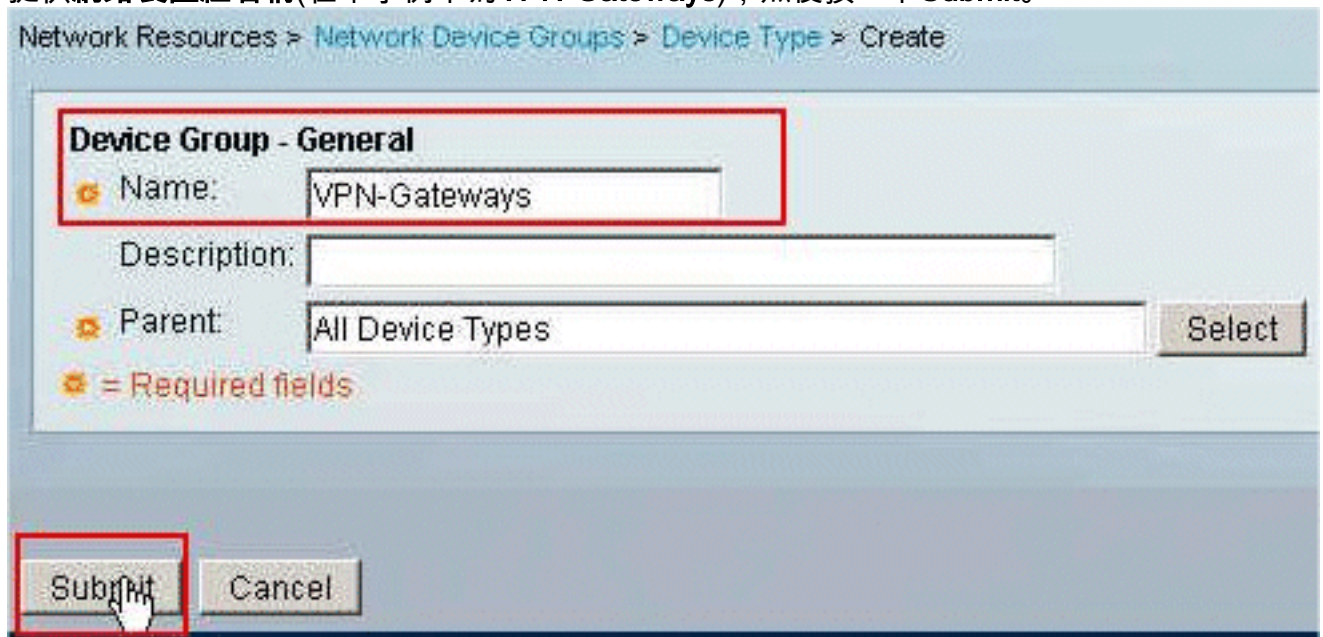 Network Resources > Network Device Groups > Device Type > Create
Device Group - General
Name: VPN-Gateways
Description:
Parent: All Device Types Select
= Required fields
Submit Cancel